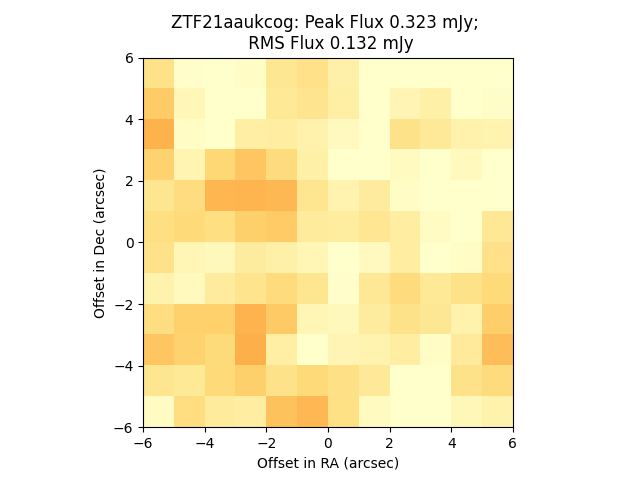 ZTF21aaukcog: Peak Flux 0.323 mJy;
RMS Flux 0.132 mJy
6
4
2
0
−2
−4
−6
Offset in Dec (arcsec)
−6 −4 −2 0 2 4 6
Offset in RA (arcsec)